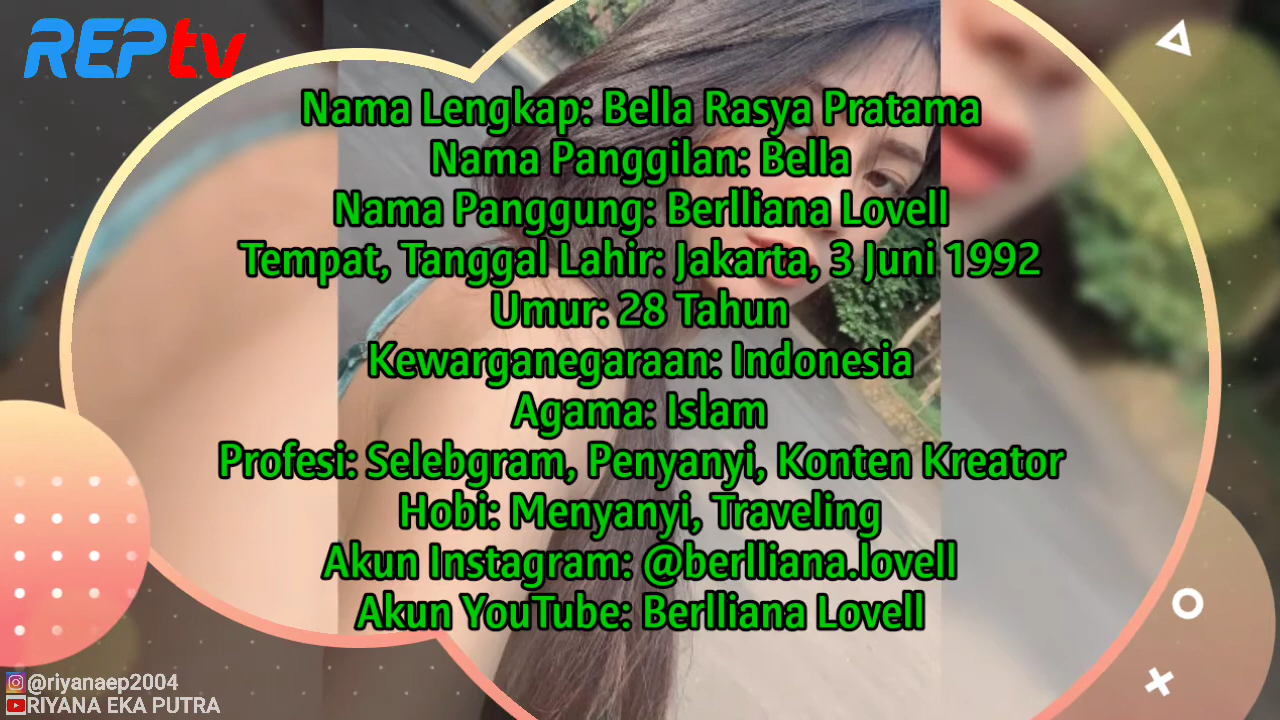 REPtv
Nama Lengkap: Bella Rasya Pratama
Nama Panggilan: Bella
Nama Panggung: Berlliana Lovell
Tempat, Tanggal Lahir: Jakarta, 3 Juni 1992
Umur: 28 Tahun
Kewarganegaraan: Indonesia
Agama: Islam
Profesi: Selebgram, Penyanyi, Konten Kreator
Hobi: Menyanyi, Traveling
Akun Instagram: @berlliana.lovell
Akun YouTube: Berlliana Lovell
@riyanaep2004
RIYANA EKA PUTRA